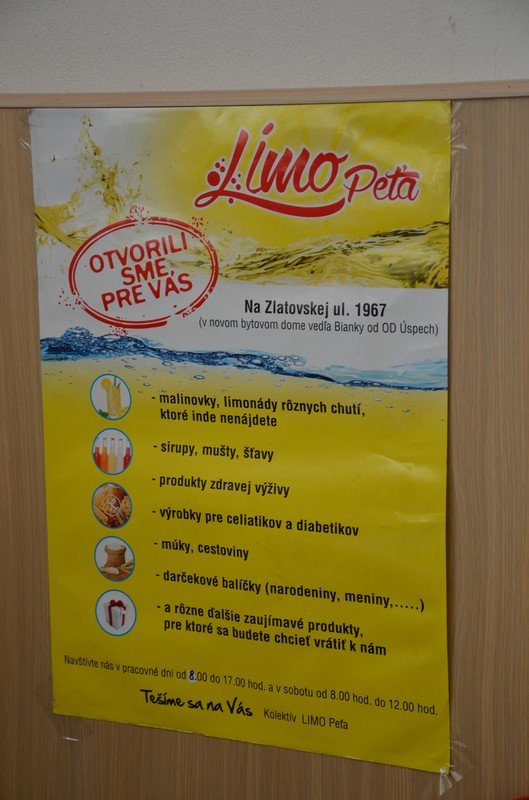 Limo Peťa
OTVORILI
SME
PRE VÁS
Na Zlatovskej ul. 1967
(v novom bytovom dome vedľa Bianky od OD Úspech)
- malinovky, limonády rôznych chutí,
ktoré inde nenájdete
- sirupy, mušty, šťavy
- produkty zdravej výživy
- výrobky pre celiatikov a diabetikov
- múky, cestoviny
- darčekové balíčky (narodeniny, meniny,.....)
- a rôzne ďalšie zaujímavé produkty,
pre ktoré sa budete chcieť vrátiť k nám
Navštívte nás v pracovné dni od 8.00 do 17.00 hod. a v sobotu od 8.00 hod. do 12.00 hod.
Tešíme sa na Vás Kolektív LIMO Peťa